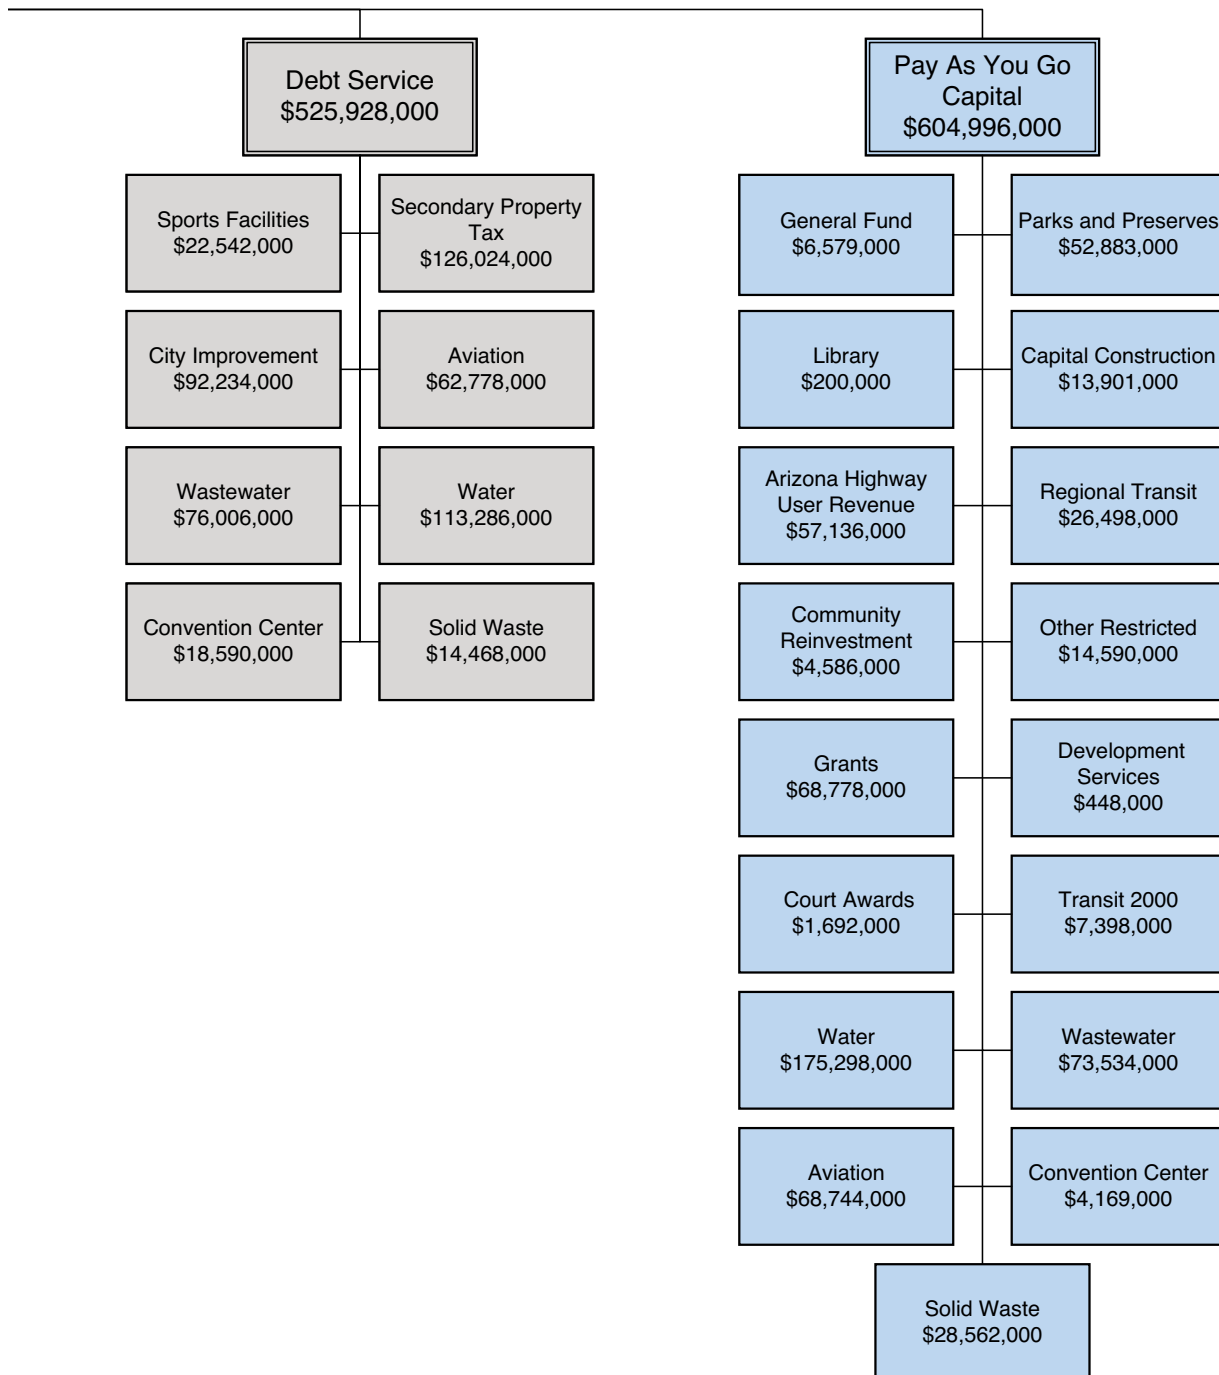 Debt Service
$525,928,000
Pay As You Go
Capital
$604,996,000
Sports Facilities
$22,542,000
Secondary Property
Tax
$126,024,000
City Improvement
$92,234,000
Aviation
$62,778,000
Wastewater
$76,006,000
Water
$113,286,000
Convention Center
$18,590,000
Solid Waste
$14,468,000
General Fund
$6,579,000
Parks and Preserves
$52,883,000
Library
$200,000
Capital Construction
$13,901,000
Arizona Highway
User Revenue
$57,136,000
Regional Transit
$26,498,000
Community
Reinvestment
$4,586,000
Other Restricted
$14,590,000
Grants
$68,778,000
Development
Services
$448,000
Court Awards
$1,692,000
Transit 2000
$7,398,000
Water
$175,298,000
Wastewater
$73,534,000
Aviation
$68,744,000
Convention Center
$4,169,000
Solid Waste
$28,562,000